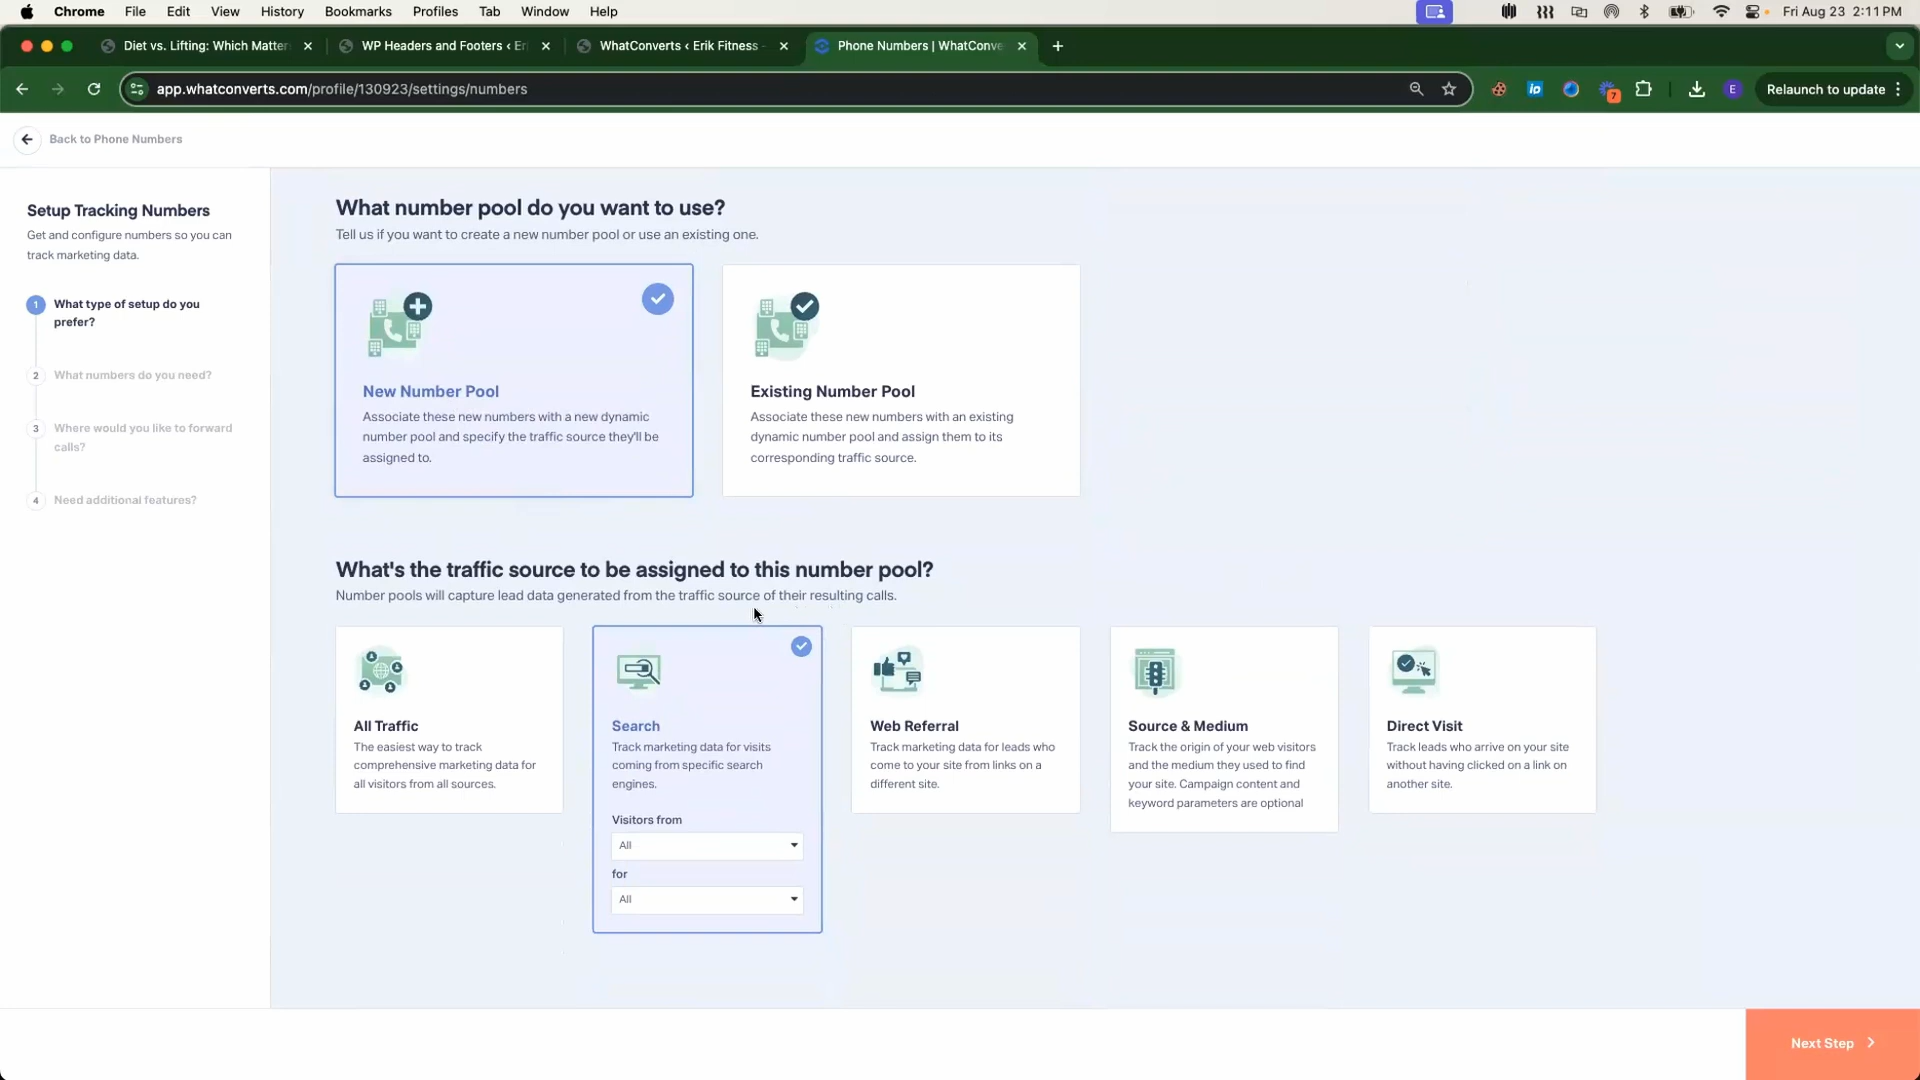 Chrome File Edit View History Bookmarks Profiles Tab Window Help Fri Aug 23 2:11 PM
Diet vs. Lifting: Which Matter WP Headers and Footers ‹ Er WhatConverts ‹ Erik Fitness - Phone Numbers | WhatConve
app.whatconverts.com/profile/130923/settings/numbers 7 E Relaunch to update
Back to Phone Numbers
Setup Tracking Numbers
Get and configure numbers so you can
track marketing data.
1 What type of setup do you
prefer?
2 What numbers do you need?
3 Where would you like to forward
calls?
4 Need additional features?
What number pool do you want to use?
Tell us if you want to create a new number pool or use an existing one.
New Number Pool
Associate these new numbers with a new dynamic
number pool and specify the traffic source they'll be
assigned to.
Existing Number Pool
Associate these new numbers with an existing
dynamic number pool and assign them to its
corresponding traffic source.
What's the traffic source to be assigned to this number pool?
Number pools will capture lead data generated from the traffic source of their resulting calls.
All Traffic
The easiest way to track
comprehensive marketing data for
all visitors from all sources.
Search
Track marketing data for visits
coming from specific search
engines.
Visitors from
All
for
All
Web Referral
Track marketing data for leads who
come to your site from links on a
different site.
Source & Medium
Track the origin of your web visitors
and the medium they used to find
your site. Campaign content and
keyword parameters are optional
Direct Visit
Track leads who arrive on your site
without having clicked on a link on
another site.
Next Step